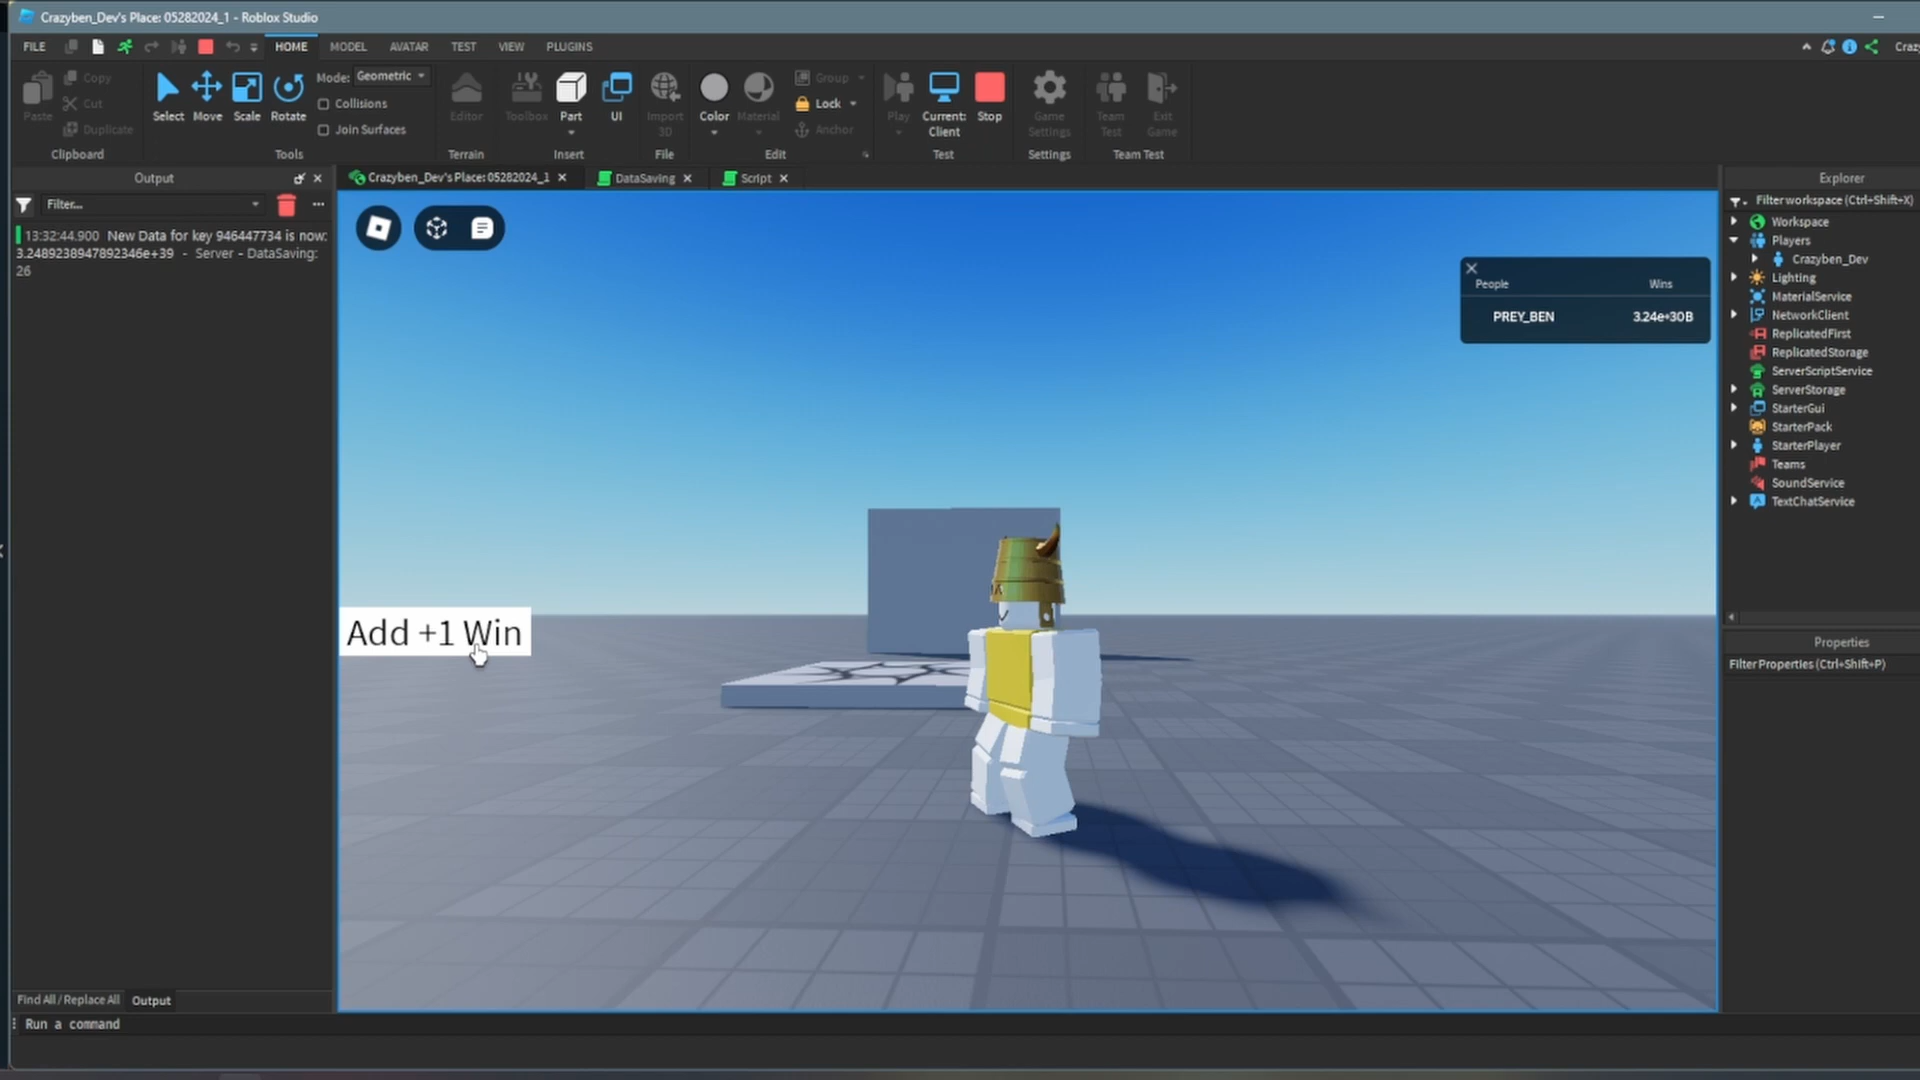 Crazyben_Dev's Place: 05282024_1 - Roblox Studio
FILE HOME MODEL AVATAR TEST VIEW PLUGINS
Crazy
Paste
Copy
Cut
Duplicate
Clipboard
Select Move Scale Rotate
Mode: Geometric
Collisions
Join Surfaces
Tools
Editor
Terrain
Toolbox Part UI
Insert
Import
3D
File
Color Material
Group
Lock
Anchor
Edit
Play
Current:
Client
Stop
Test
Game
Settings
Settings
Team
Test
Exit
Game
Team Test
Output
Filter...
13:32:44.900 New Data for key 946447734 is now:
3.2489238947892346e+39 - Server - DataSaving:
26
Crazyben_Dev's Place: 05282024_1
DataSaving
Script
People Wins
PREY_BEN 3.24e+30B
Add +1 Win
Explorer
Filter workspace (Ctrl+Shift+X)
Workspace
Players
Crazyben_Dev
Lighting
MaterialService
NetworkClient
ReplicatedFirst
ReplicatedStorage
ServerScriptService
ServerStorage
StarterGui
StarterPack
StarterPlayer
Teams
SoundService
TextChatService
Properties
Filter Properties (Ctrl+Shift+P)
Find All / Replace All Output
Run a command